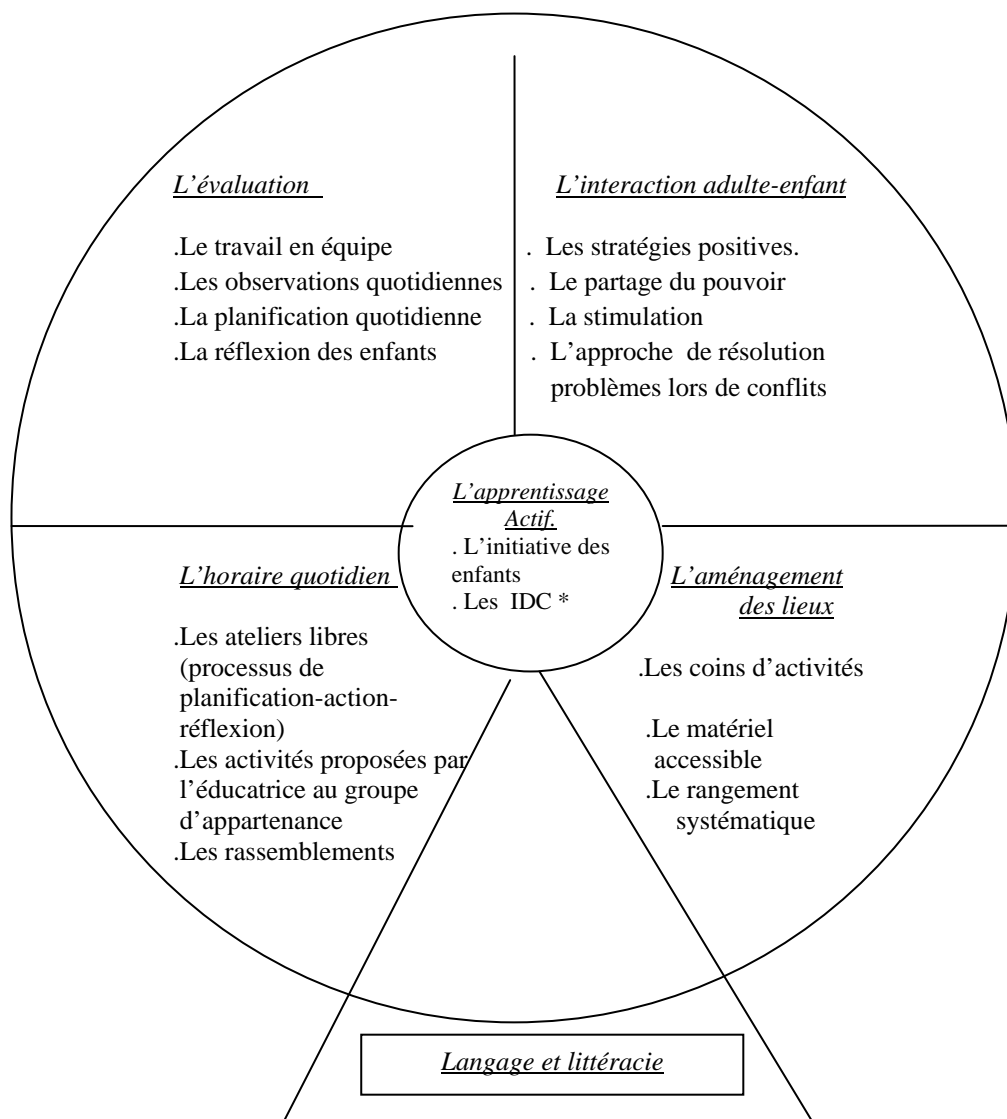 L’évaluation
.Le travail en équipe
.Les observations quotidiennes
.La planification quotidienne
.La réflexion des enfants
L’interaction adulte-enfant
. Les stratégies positives.
. Le partage du pouvoir
. La stimulation
. L’approche de résolution
problèmes lors de conflits
L’apprentissage
Actif.
. L’initiative des
enfants
. Les IDC *
L’horaire quotidien
.Les ateliers libres
(processus de
planification-action-
réflexion)
.Les activités proposées par
l’éducatrice au groupe
d’appartenance
.Les rassemblements
L’aménagement
des lieux
.Les coins d’activités
.Le matériel
accessible
.Le rangement
systématique
Langage et littéracie